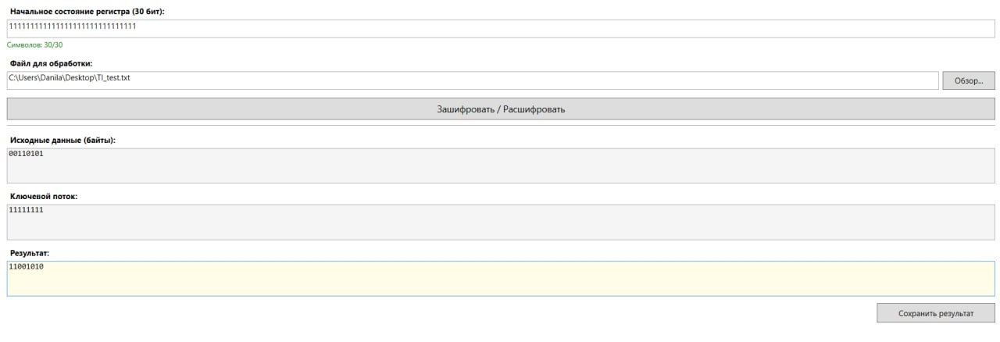 Начальное состояние регистра (30 бит):
111111111111111111111111111111
Символов: 30/30
Файл для обработки:
C:\Users\Danila\Desktop\TI_test.txt
Обзор...
Зашифровать / Расшифровать
Исходные данные (байты):
00110101
Ключевой поток:
11111111
Результат:
11001010
Сохранить результат